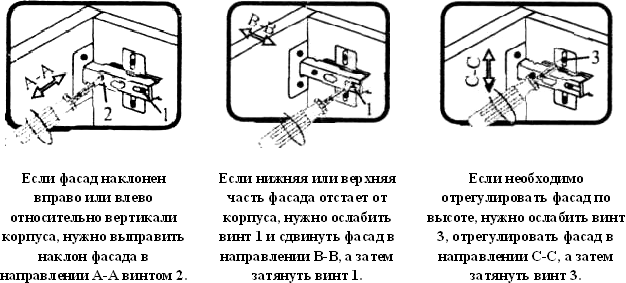 А-А
2
1
В-В
1
С-С
3
Если фасад наклонен
вправо или влево
относительно вертикали
корпуса, нужно выправить
наклон фасада в
направлении А-А винтом 2.
Если нижняя или верхняя
часть фасада отстает от
корпуса, нужно ослабить
винт 1 и сдвинуть фасад в
направлении В-В, а затем
затянуть винт 1.
Если необходимо
отрегулировать фасад по
высоте, нужно ослабить винт
3, отрегулировать фасад в
направлении С-С, а затем
затянуть винт 3.